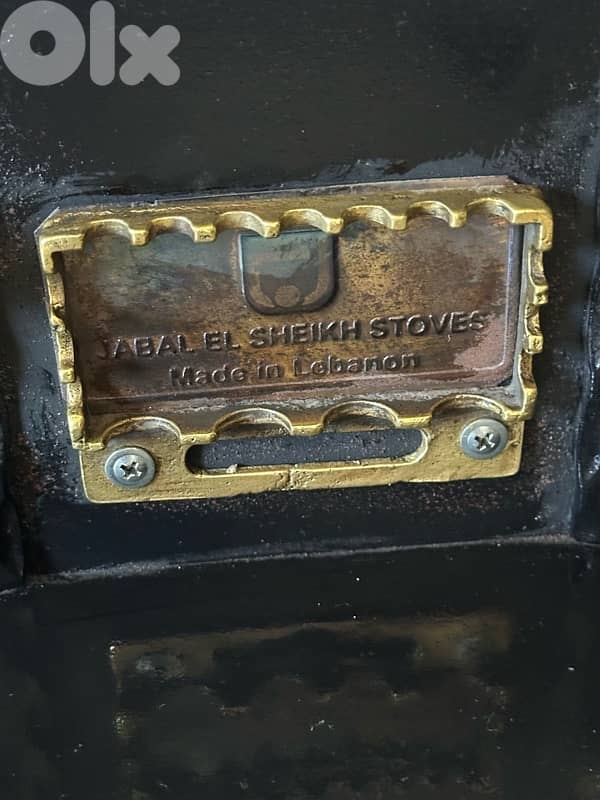 Olx
JABAL EL SHEIKH STOVES
Made in Lebanon